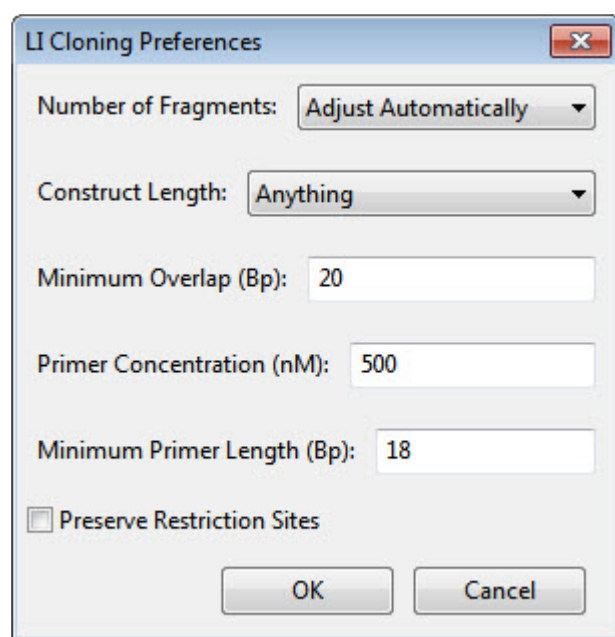 LI Cloning Preferences
Number of Fragments: Adjust Automatically
Construct Length: Anything
Minimum Overlap (Bp): 20
Primer Concentration (nM): 500
Minimum Primer Length (Bp): 18
Preserve Restriction Sites
OK Cancel